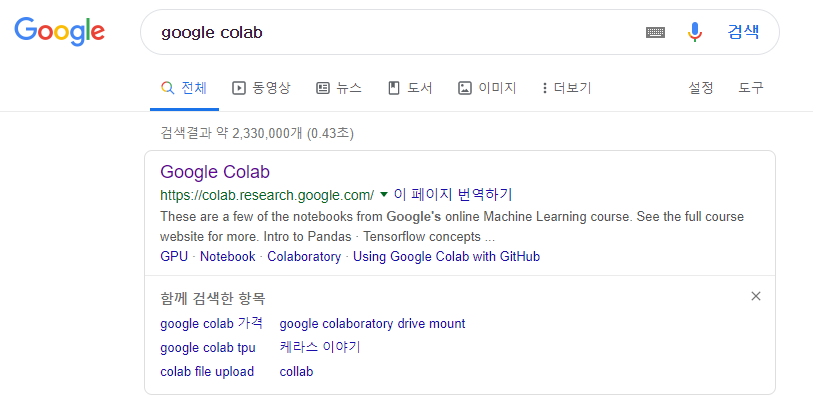 Google google colab 검색
전체 동영상 뉴스 도서 이미지 더보기 설정 도구
검색결과 약 2,330,000개 (0.43초)
Google Colab
https://colab.research.google.com/ 이 페이지 번역하기
These are a few of the notebooks from Google's online Machine Learning course. See the full course
website for more. Intro to Pandas · Tensorflow concepts ...
GPU · Notebook · Colaboratory · Using Google Colab with GitHub
함께 검색한 항목
google colab 가격 google colaboratory drive mount
google colab tpu 케라스 이야기
colab file upload collab